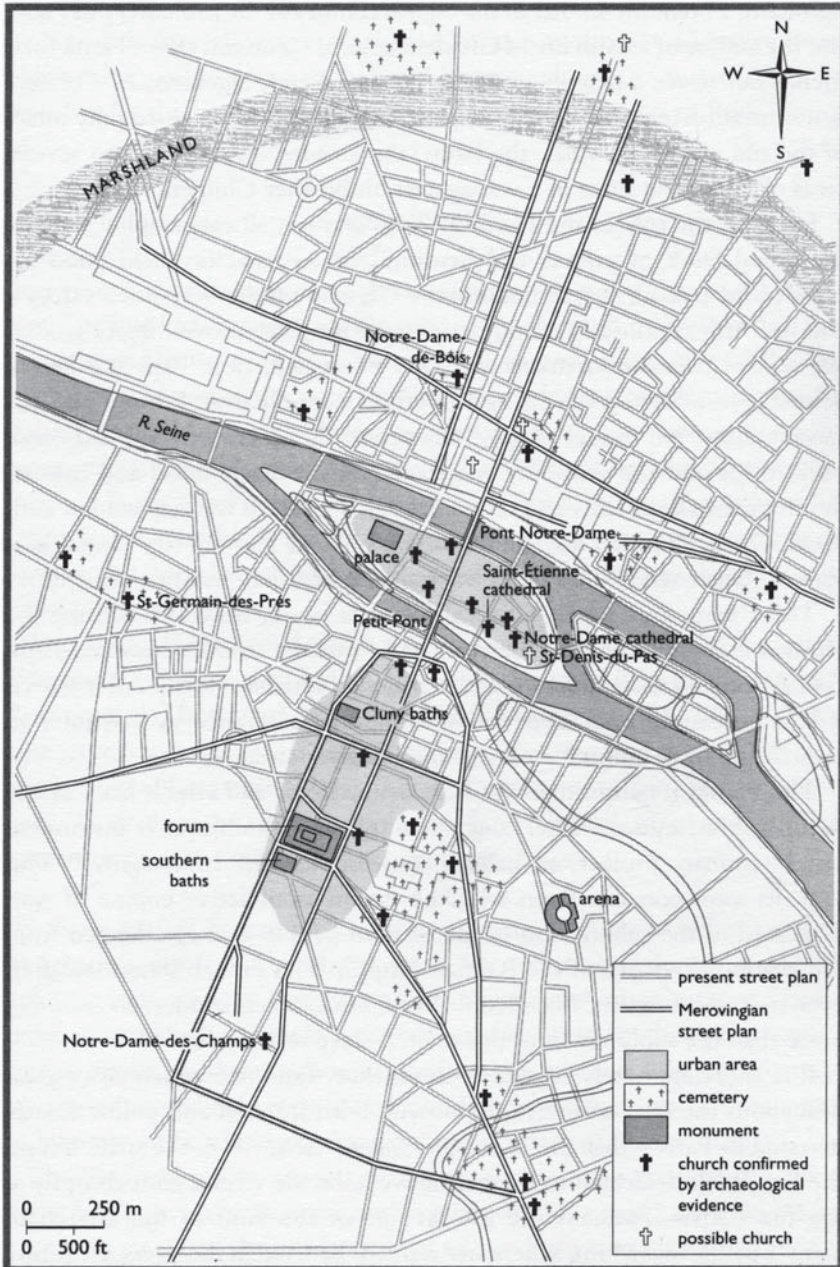 N
W
E
S
MARSHLAND
Notre-Dame-
de-Bois
R. Seine
Pont Notre-Dame
palace
Saint-Étienne
cathedral
St-Germain-des-Prés
Petit-Pont
Notre-Dame cathedral
St-Denis-du-Pas
Cluny baths
forum
southern
baths
arena
Notre-Dame-des-Champs
present street plan
Merovingian
street plan
urban area
cemetery
monument
church confirmed
by archaeological
evidence
possible church
0 250 m
0 500 ft